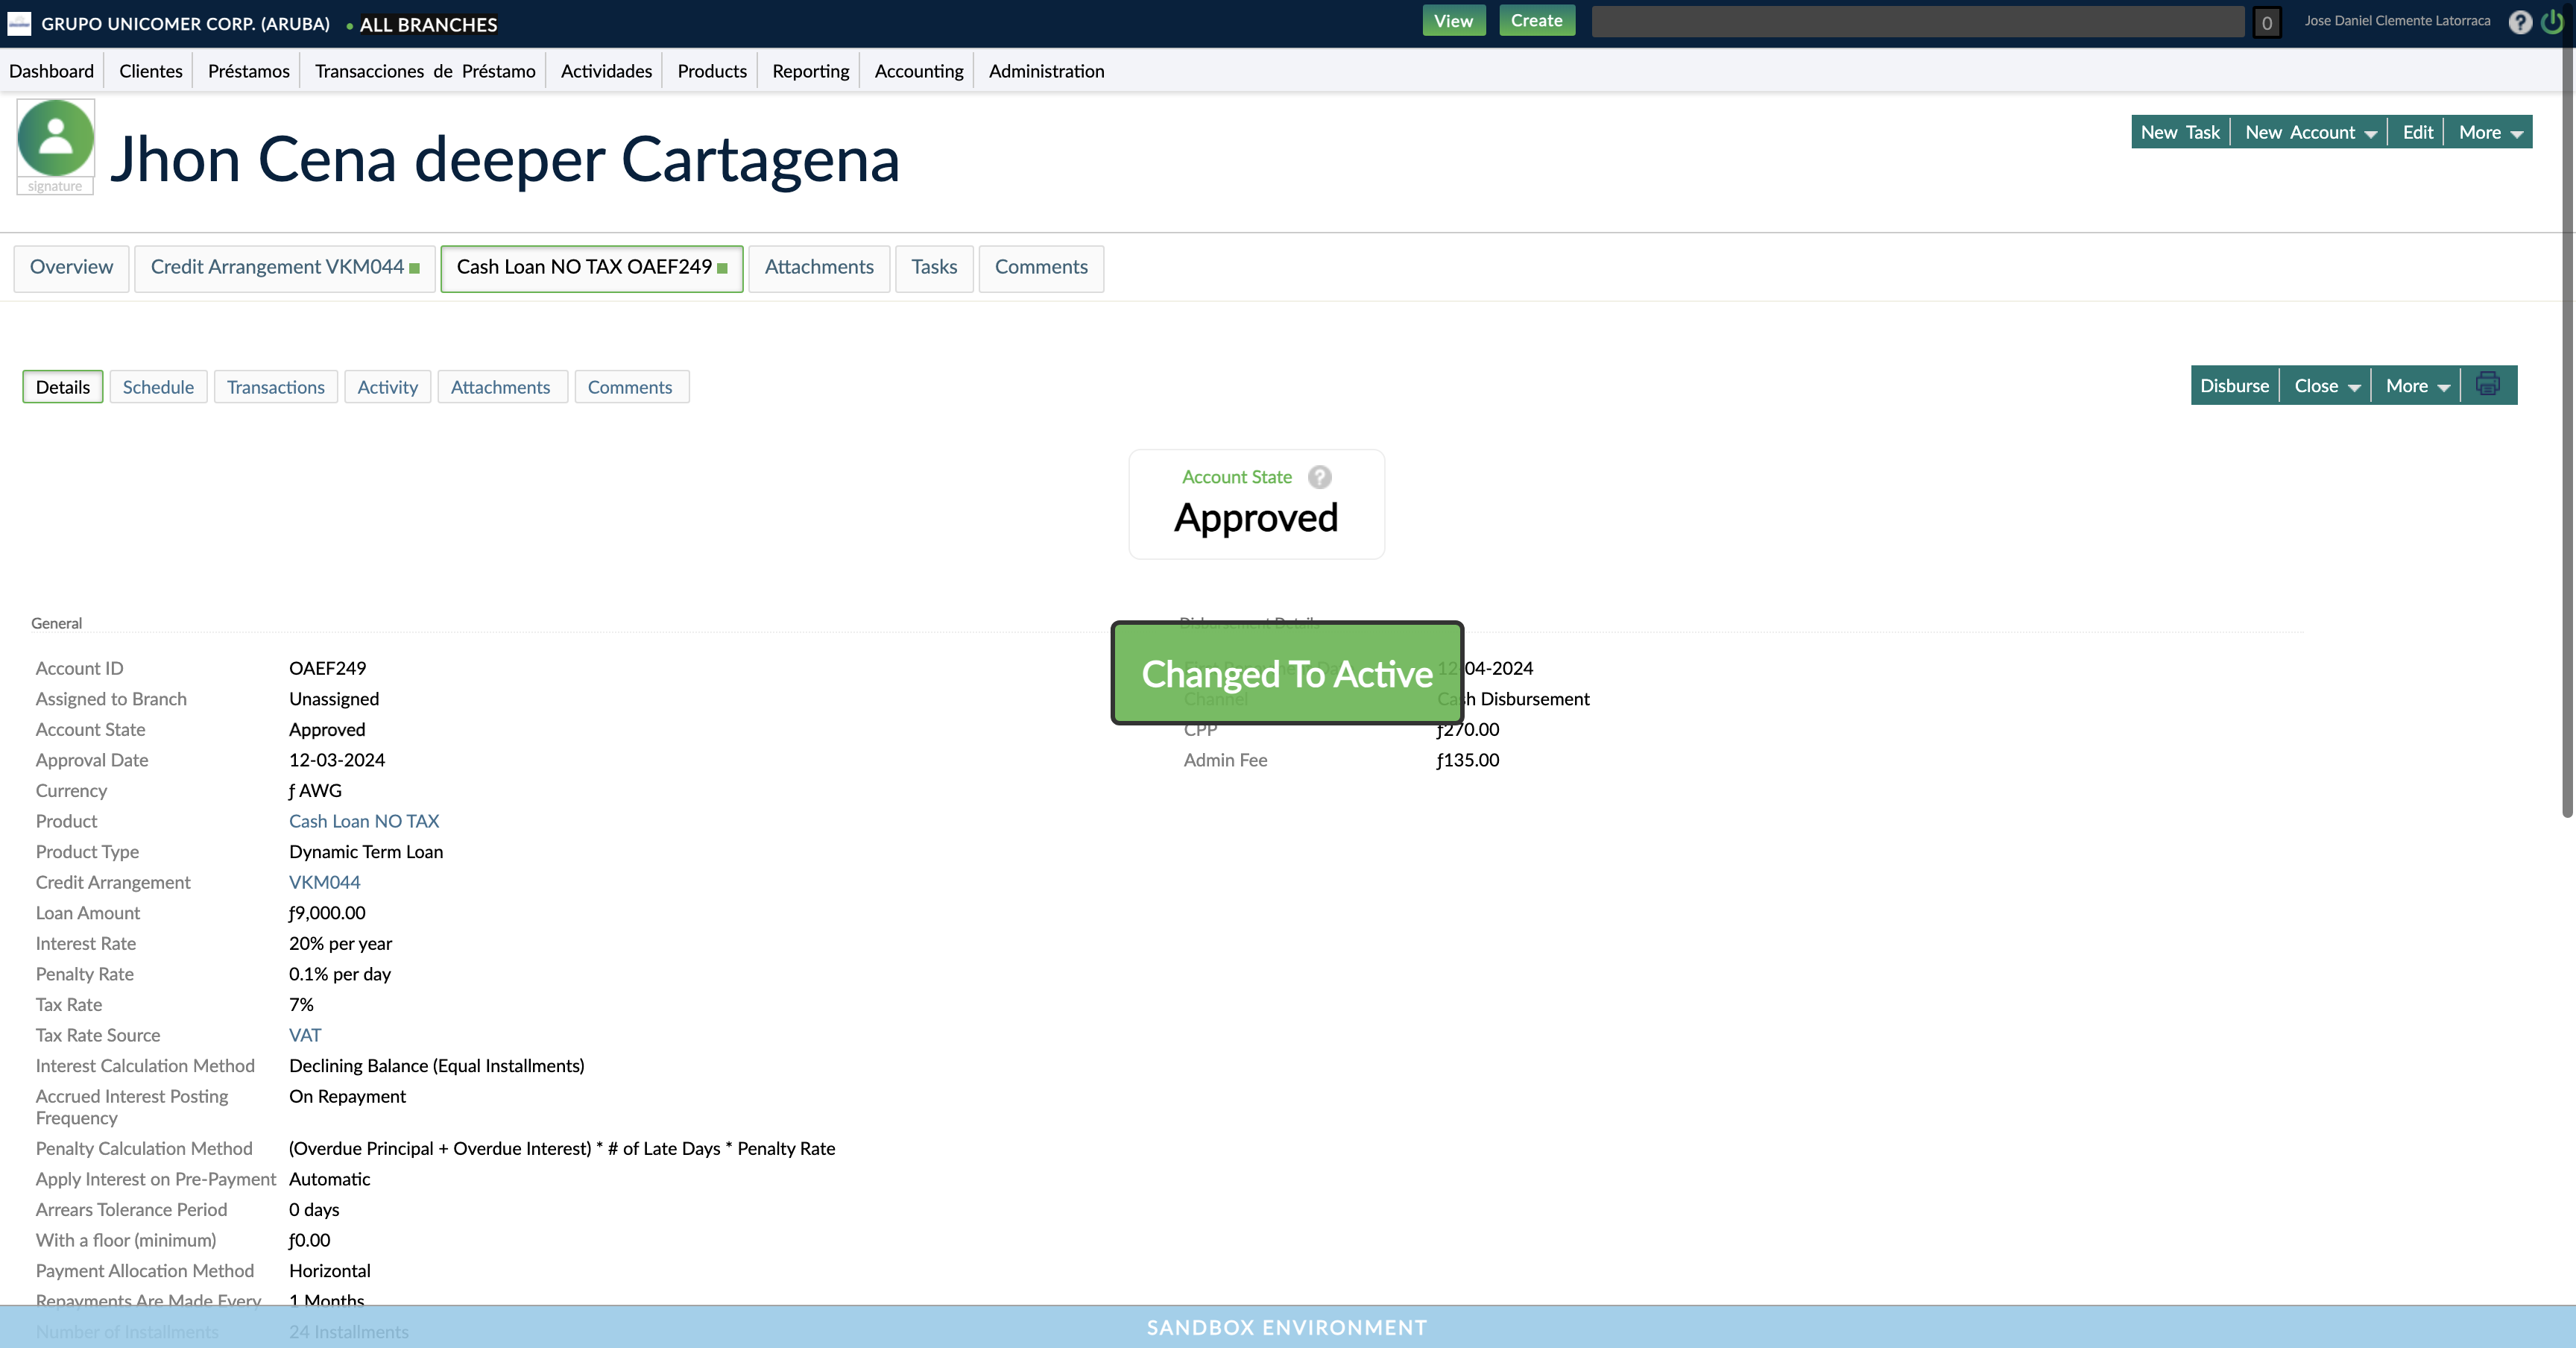 GRUPO UNICOMER CORP. (ARUBA) • ALL BRANCHES View Create 0 Jose Daniel Clemente Latorraca ?
Dashboard Clientes Préstamos Transacciones de Préstamo Actividades Products Reporting Accounting Administration
signature
Jhon Cena deeper Cartagena
New Task New Account Edit More
Overview Credit Arrangement VKM044 Cash Loan NO TAX OAEF249 Attachments Tasks Comments
Details Schedule Transactions Activity Attachments Comments
Disburse Close More
Account State ?
Approved
General
Disbursement Details
Changed To Active
Account ID OAEF249
Assigned to Branch Unassigned
Account State Approved
Approval Date 12-03-2024
Currency ƒ AWG
Product Cash Loan NO TAX
Product Type Dynamic Term Loan
Credit Arrangement VKM044
Loan Amount ƒ9,000.00
Interest Rate 20% per year
Penalty Rate 0.1% per day
Tax Rate 7%
Tax Rate Source VAT
Interest Calculation Method Declining Balance (Equal Installments)
Accrued Interest Posting
Frequency On Repayment
Penalty Calculation Method (Overdue Principal + Overdue Interest) * # of Late Days * Penalty Rate
Apply Interest on Pre-Payment Automatic
Arrears Tolerance Period 0 days
With a floor (minimum) ƒ0.00
Payment Allocation Method Horizontal
Repayments Are Made Every 1 Months
Number of Installments 24 Installments
12-04-2024
Channel Cash Disbursement
CPP ƒ270.00
Admin Fee ƒ135.00
SANDBOX ENVIRONMENT